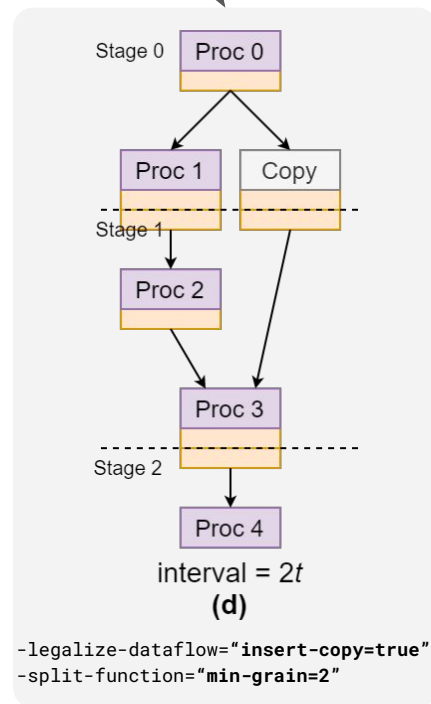 Stage 0
Proc 0
Proc 1
Copy
Stage 1
Proc 2
Proc 3
Stage 2
Proc 4
interval = 2t
(d)
-legalize-dataflow=“insert-copy=true”
-split-function=“min-grain=2”